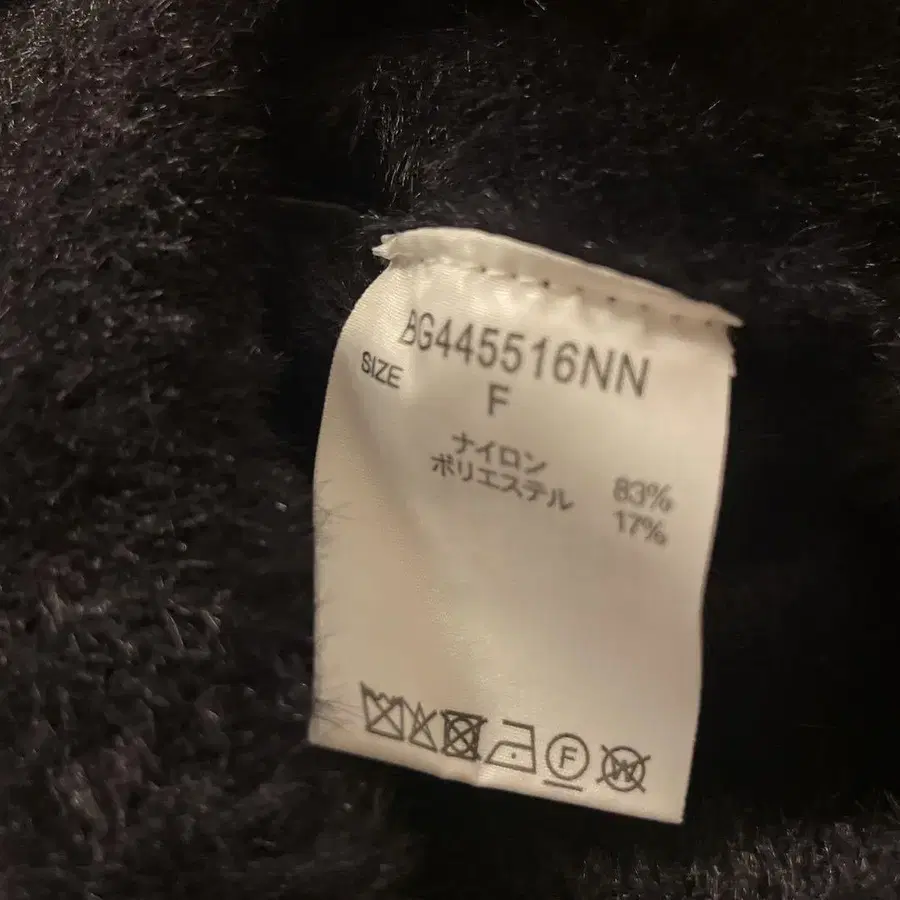 BG445516NN
SIZE
F
ナイロン 83%
ポリエステル 17%
F W